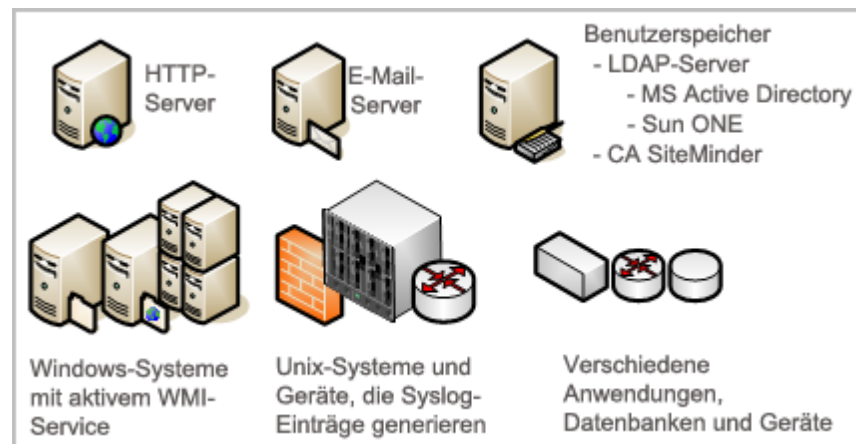 HTTP-
Server
E-Mail-
Server
Benutzerspeicher
- LDAP-Server
- MS Active Directory
- Sun ONE
- CA SiteMinder
Windows-Systeme
mit aktivem WMI-
Service
Unix-Systeme und
Geräte, die Syslog-
Einträge generieren
Verschiedene
Anwendungen,
Datenbanken und Geräte